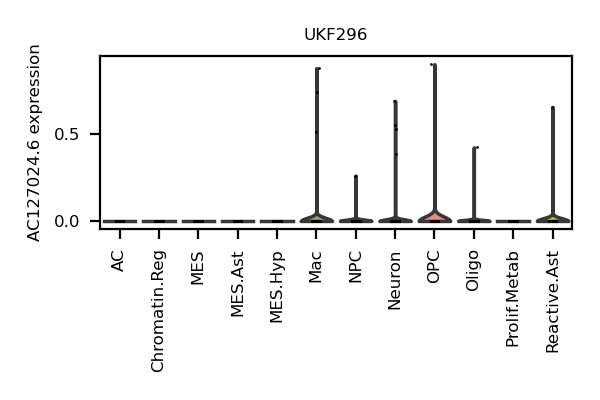 UKF296
AC127024.6 expression
0.5
0.0
AC
Chromatin.Reg
MES
MES.Ast
MES.Hyp
Mac
NPC
Neuron
OPC
Oligo
Prolif.Metab
Reactive.Ast